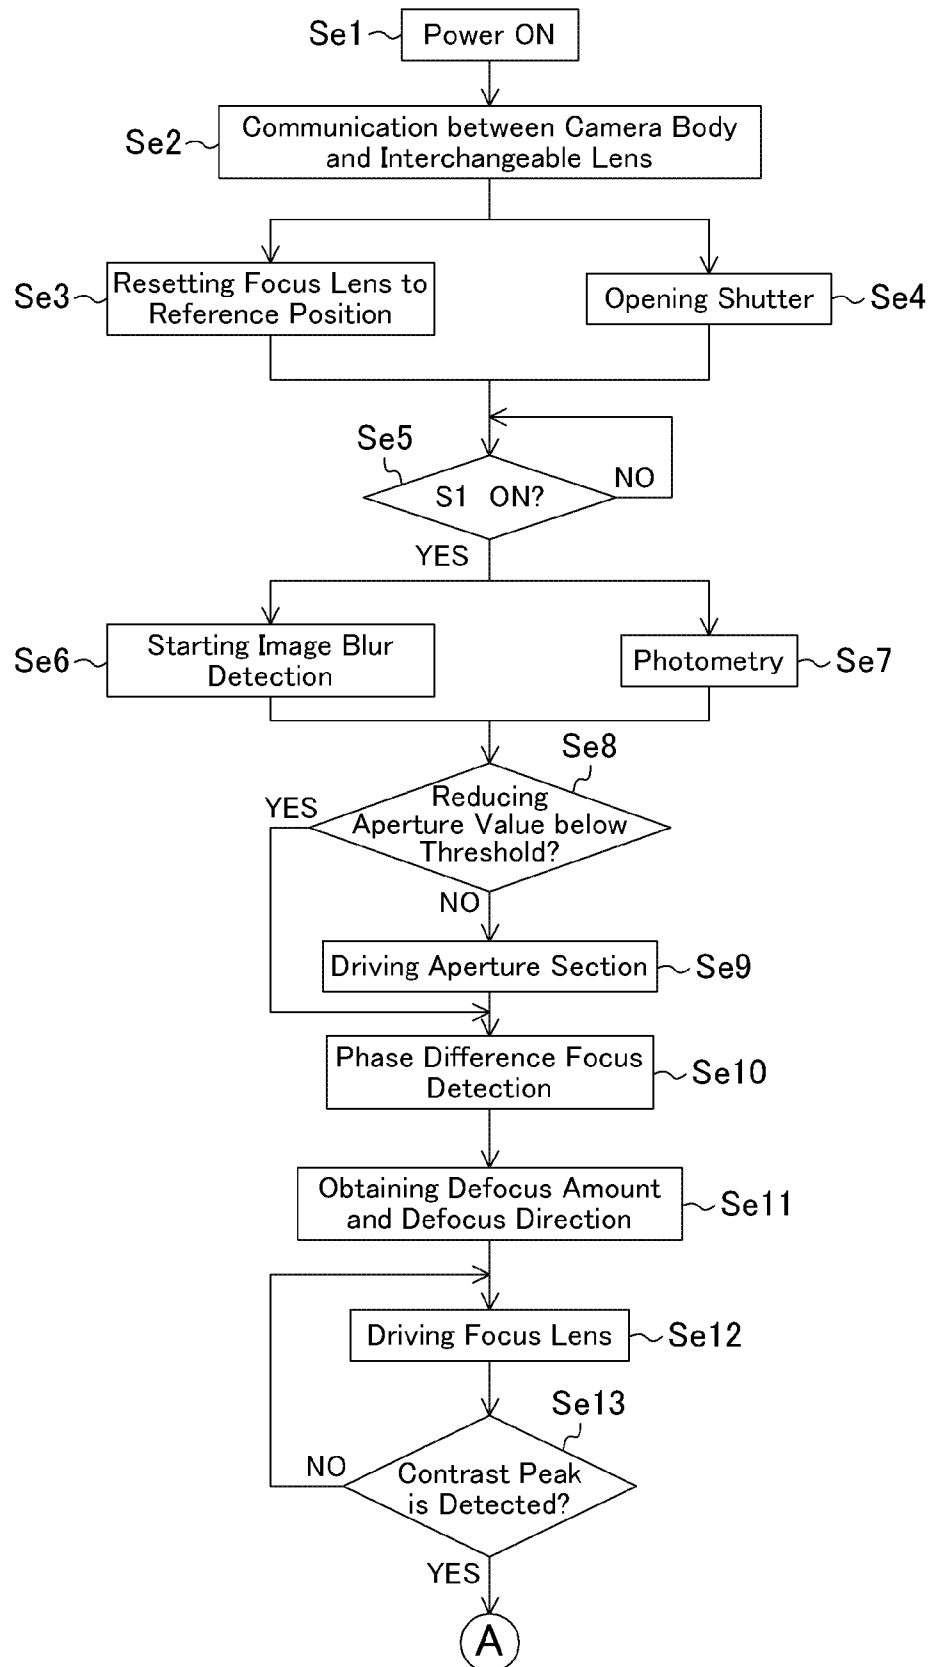 Se1
Power ON
Se2
Communication between Camera Body
and Interchangeable Lens
Se3
Resetting Focus Lens to
Reference Position
Opening Shutter
Se4
Se5
S1 ON?
NO
YES
Se6
Starting Image Blur
Detection
Photometry
Se7
Se8
YES
Reducing
Aperture Value below
Threshold?
NO
Driving Aperture Section
Se9
Phase Difference Focus
Detection
Se10
Obtaining Defocus Amount
and Defocus Direction
Se11
Driving Focus Lens
Se12
Se13
NO
Contrast Peak
is Detected?
YES
A